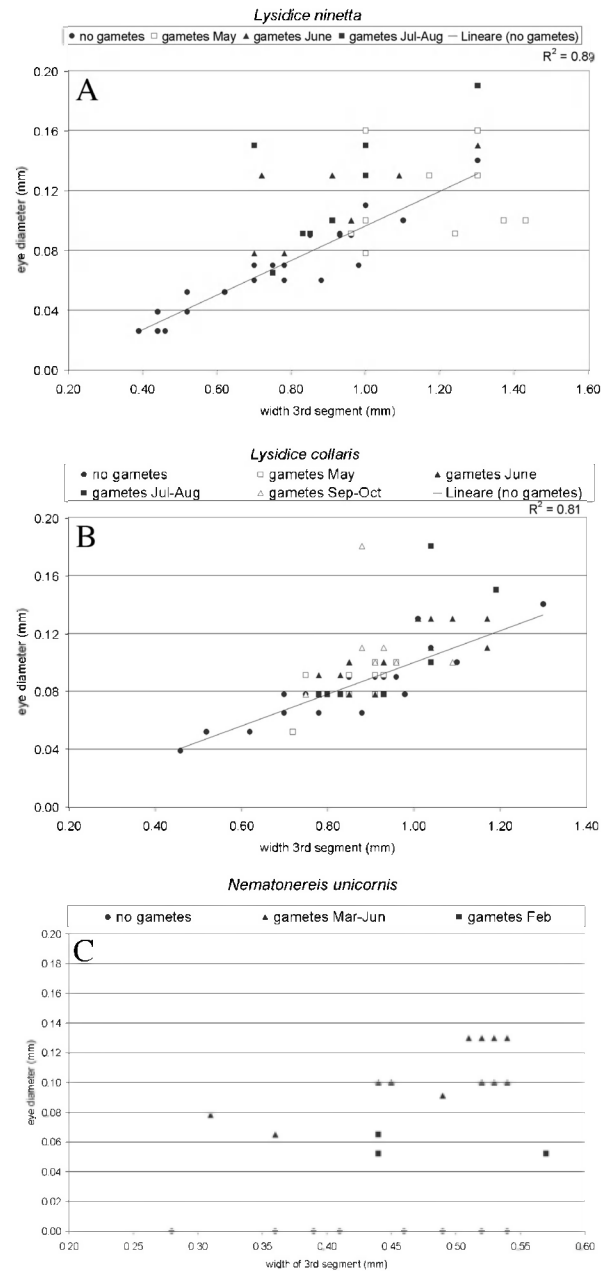 Lysidice ninetta
no gametes gametes May gametes June gametes Jul-Aug Lineare (no gametes)
R² = 0.89
A
0.20
0.16
0.12
0.08
0.04
0.00
eye diameter (mm)
0.20 0.40 0.60 0.80 1.00 1.20 1.40 1.60
width 3rd segment (mm)
Lysidice collaris
no gametes gametes May gametes June
gametes Jul-Aug gametes Sep-Oct Lineare (no gametes)
R² = 0.81
B
0.20
0.16
0.12
0.08
0.04
0.00
eye diameter (mm)
0.20 0.40 0.60 0.80 1.00 1.20 1.40
width 3rd segment (mm)
Nematonereis unicornis
no gametes gametes Mar-Jun gametes Feb
C
0.20
0.18
0.16
0.14
0.12
0.10
0.08
0.06
0.04
0.02
0.00
eye diameter (mm)
0.20 0.25 0.30 0.35 0.40 0.45 0.50 0.55 0.60
width of 3rd segment (mm)